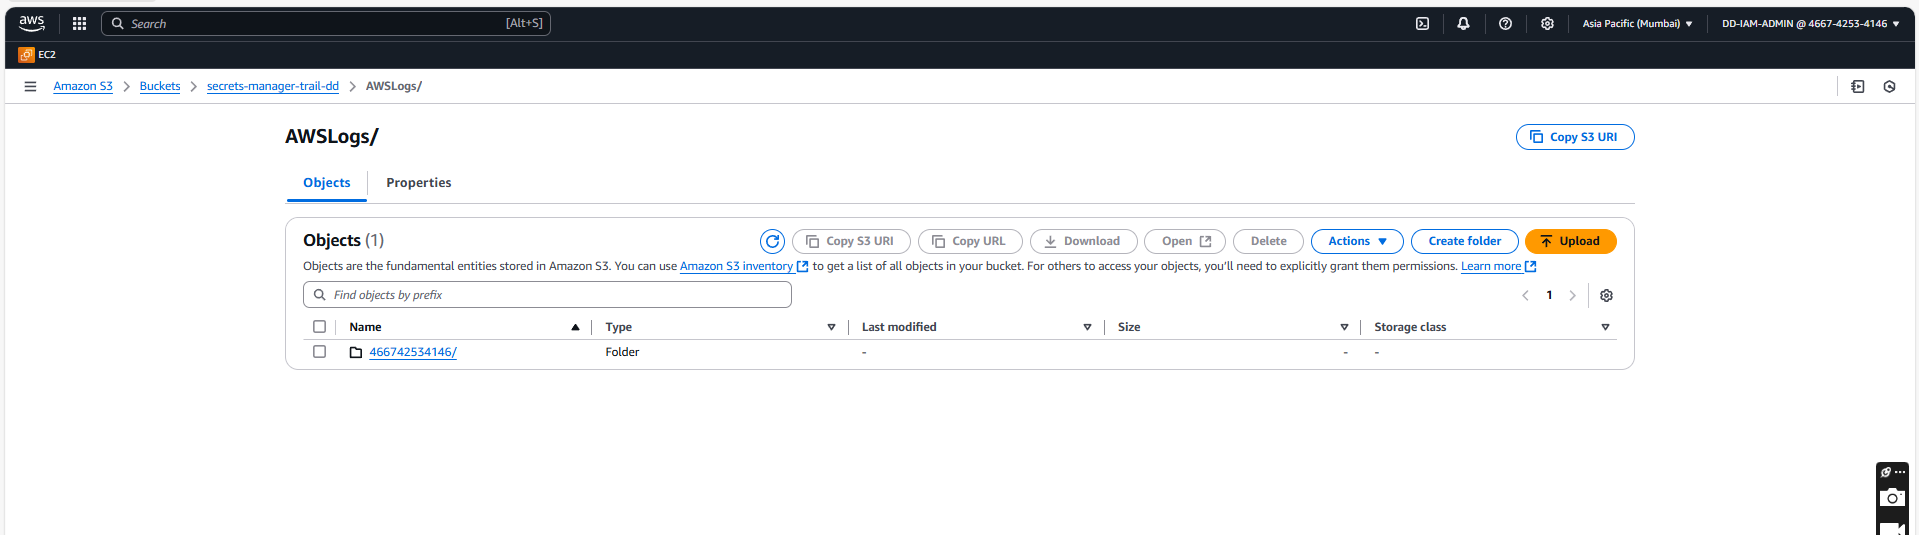 aws Search [Alt+S] Asia Pacific (Mumbai) DD-IAM-ADMIN @ 4667-4253-4146
EC2
Amazon S3 Buckets secrets-manager-trail-dd AWSLogs/
AWSLogs/ Copy S3 URI
Objects Properties
Objects (1) Copy S3 URI Copy URL Download Open Delete Actions Create folder Upload
Objects are the fundamental entities stored in Amazon S3. You can use Amazon S3 inventory to get a list of all objects in your bucket. For others to access your objects, you’ll need to explicitly grant them permissions. Learn more
Find objects by prefix 1
Name Type Last modified Size Storage class
466742534146/ Folder - - -